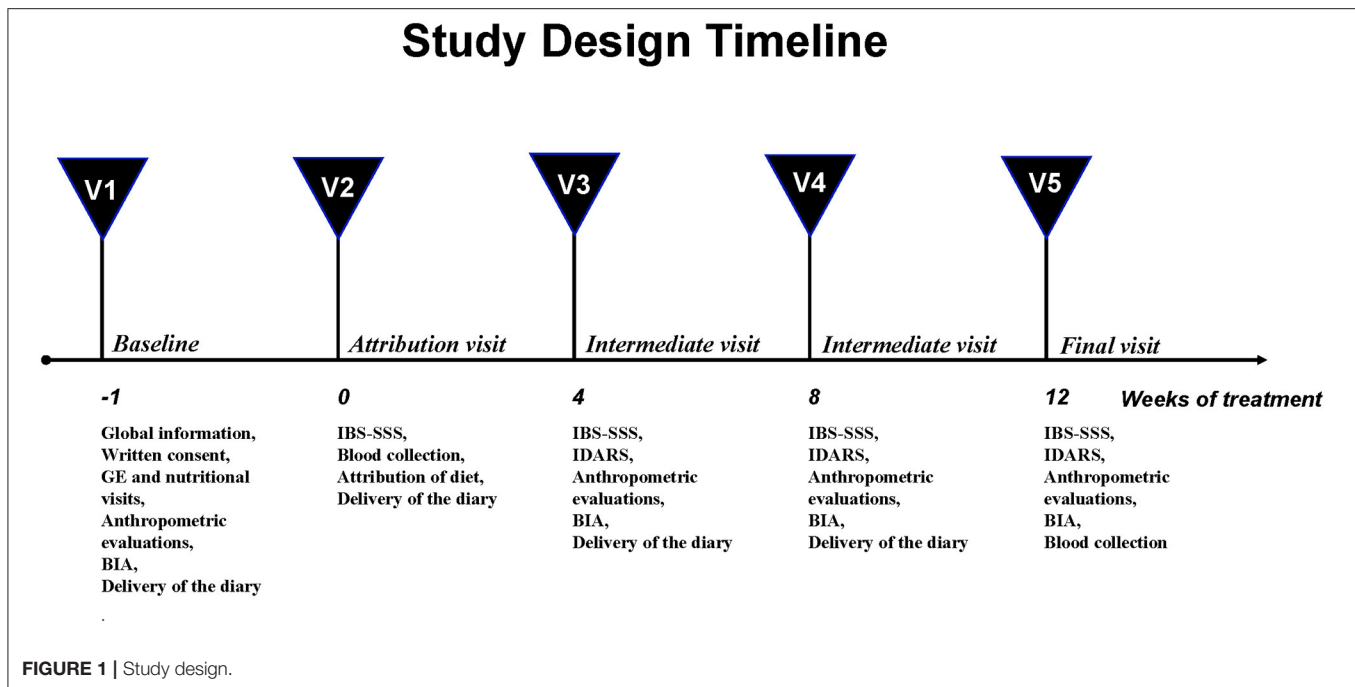 Study Design Timeline
V1
V2
V3
V4
V5
Baseline
Attribution visit
Intermediate visit
Intermediate visit
Final visit
-1
0
4
8
12
Weeks of treatment
Global information,
Written consent,
GE and nutritional
visits,
Anthropometric
evaluations,
BIA,
Delivery of the diary
.
IBS-SSS,
Blood collection,
Attribution of diet,
Delivery of the diary
IBS-SSS,
IDARS,
Anthropometric
evaluations,
BIA,
Delivery of the diary
IBS-SSS,
IDARS,
Anthropometric
evaluations,
BIA,
Delivery of the diary
IBS-SSS,
IDARS,
Anthropometric
evaluations,
BIA,
Blood collection
FIGURE 1 | Study design.